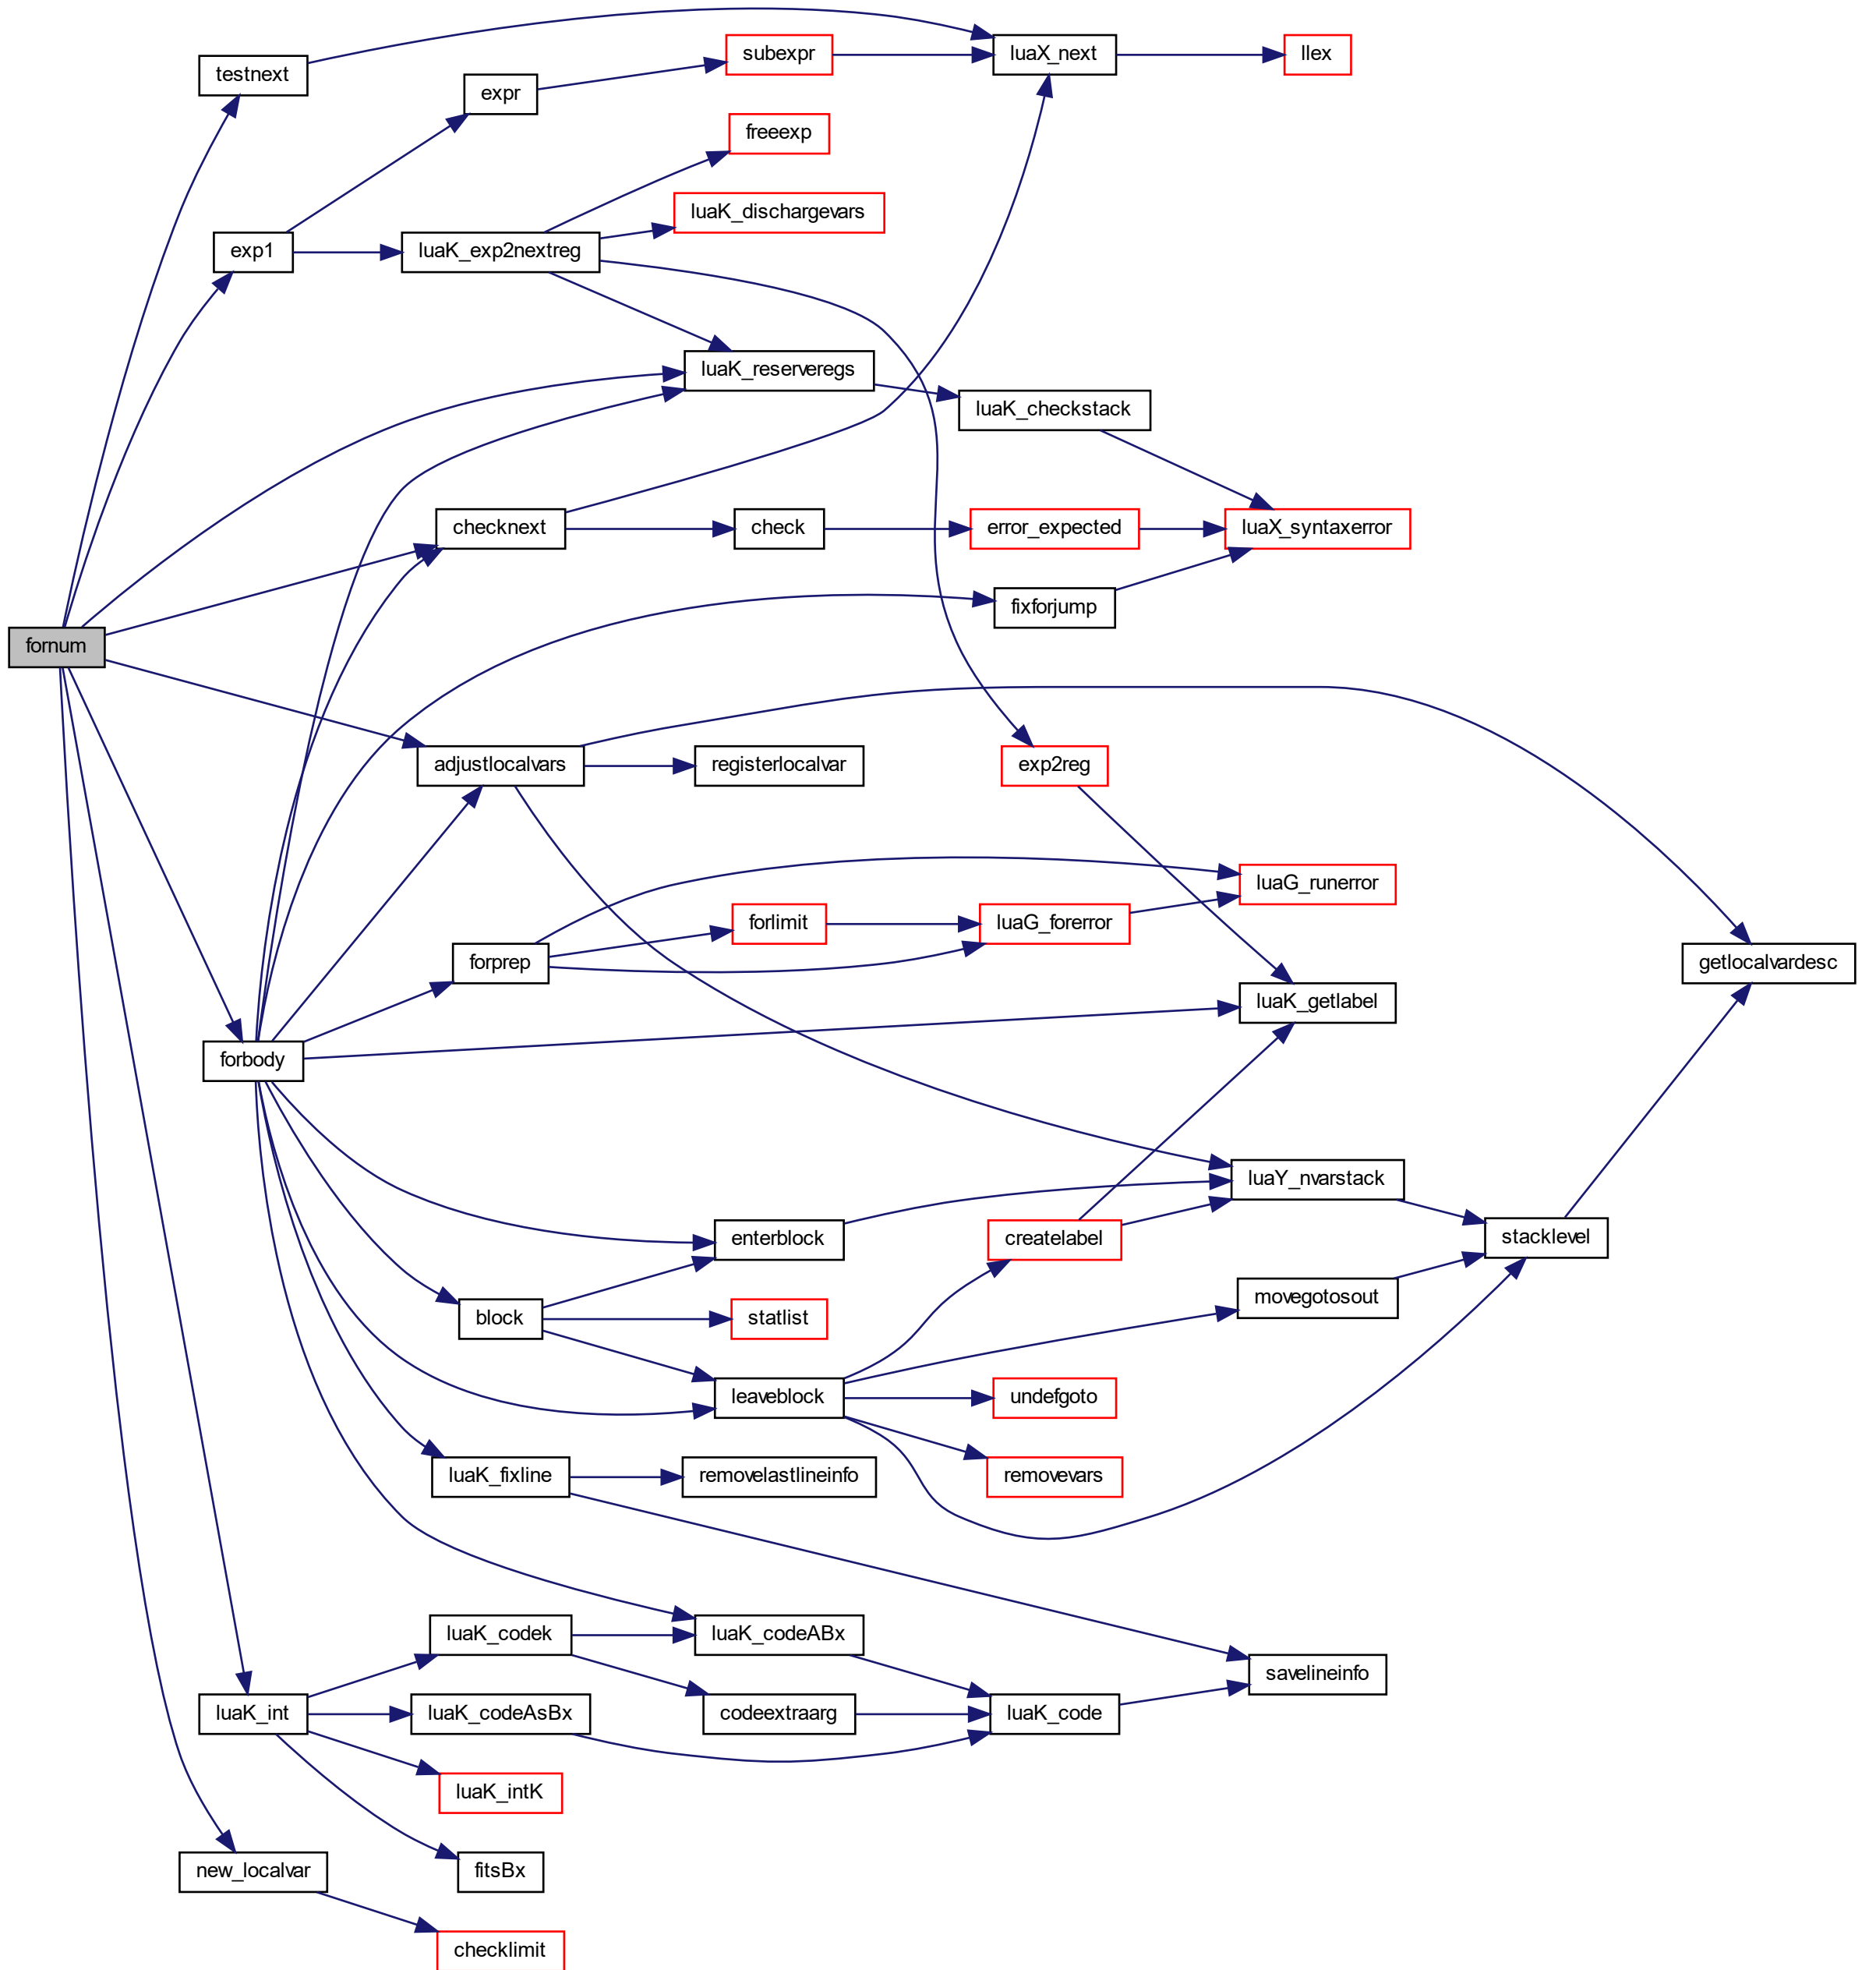 testnext
luaX_next
llex
subexpr
expr
freeexp
luaK_dischargevars
exp1
luaK_exp2nextreg
luaK_reserveregs
luaK_checkstack
checknext
check
error_expected
luaX_syntaxerror
fixforjump
fornum
adjustlocalvars
registerlocalvar
exp2reg
luaG_runerror
forlimit
luaG_forerror
forprep
getlocalvardesc
luaK_getlabel
forbody
luaY_nvarstack
enterblock
createlabel
stacklevel
movegotosout
block
statlist
leaveblock
undefgoto
luaK_fixline
removelastlineinfo
removevars
luaK_codek
luaK_codeABx
savelineinfo
luaK_int
luaK_codeAsBx
codeextraarg
luaK_code
luaK_intK
new_localvar
fitsBx
checklimit